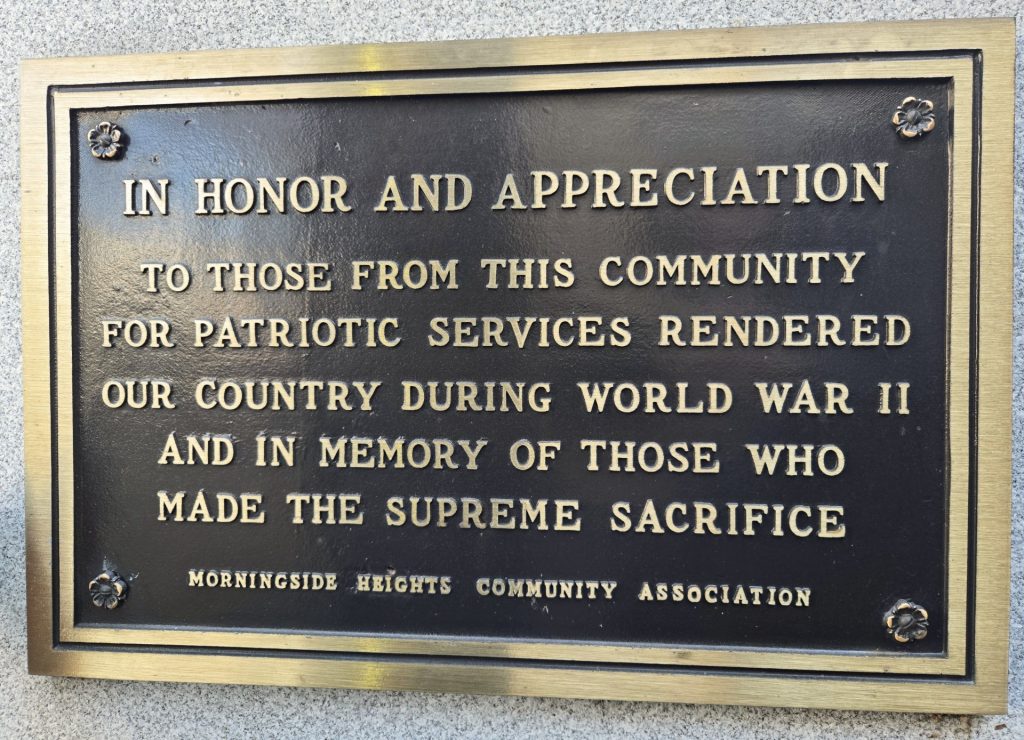 IN HONOR AND APPRECIATION
TO THOSE FROM THIS COMMUNITY
FOR PATRIOTIC SERVICES RENDERED
OUR COUNTRY DURING WORLD WAR II
AND IN MEMORY OF THOSE WHO
MADE THE SUPREME SACRIFICE
MORNINGSIDE HEIGHTS COMMUNITY ASSOCIATION